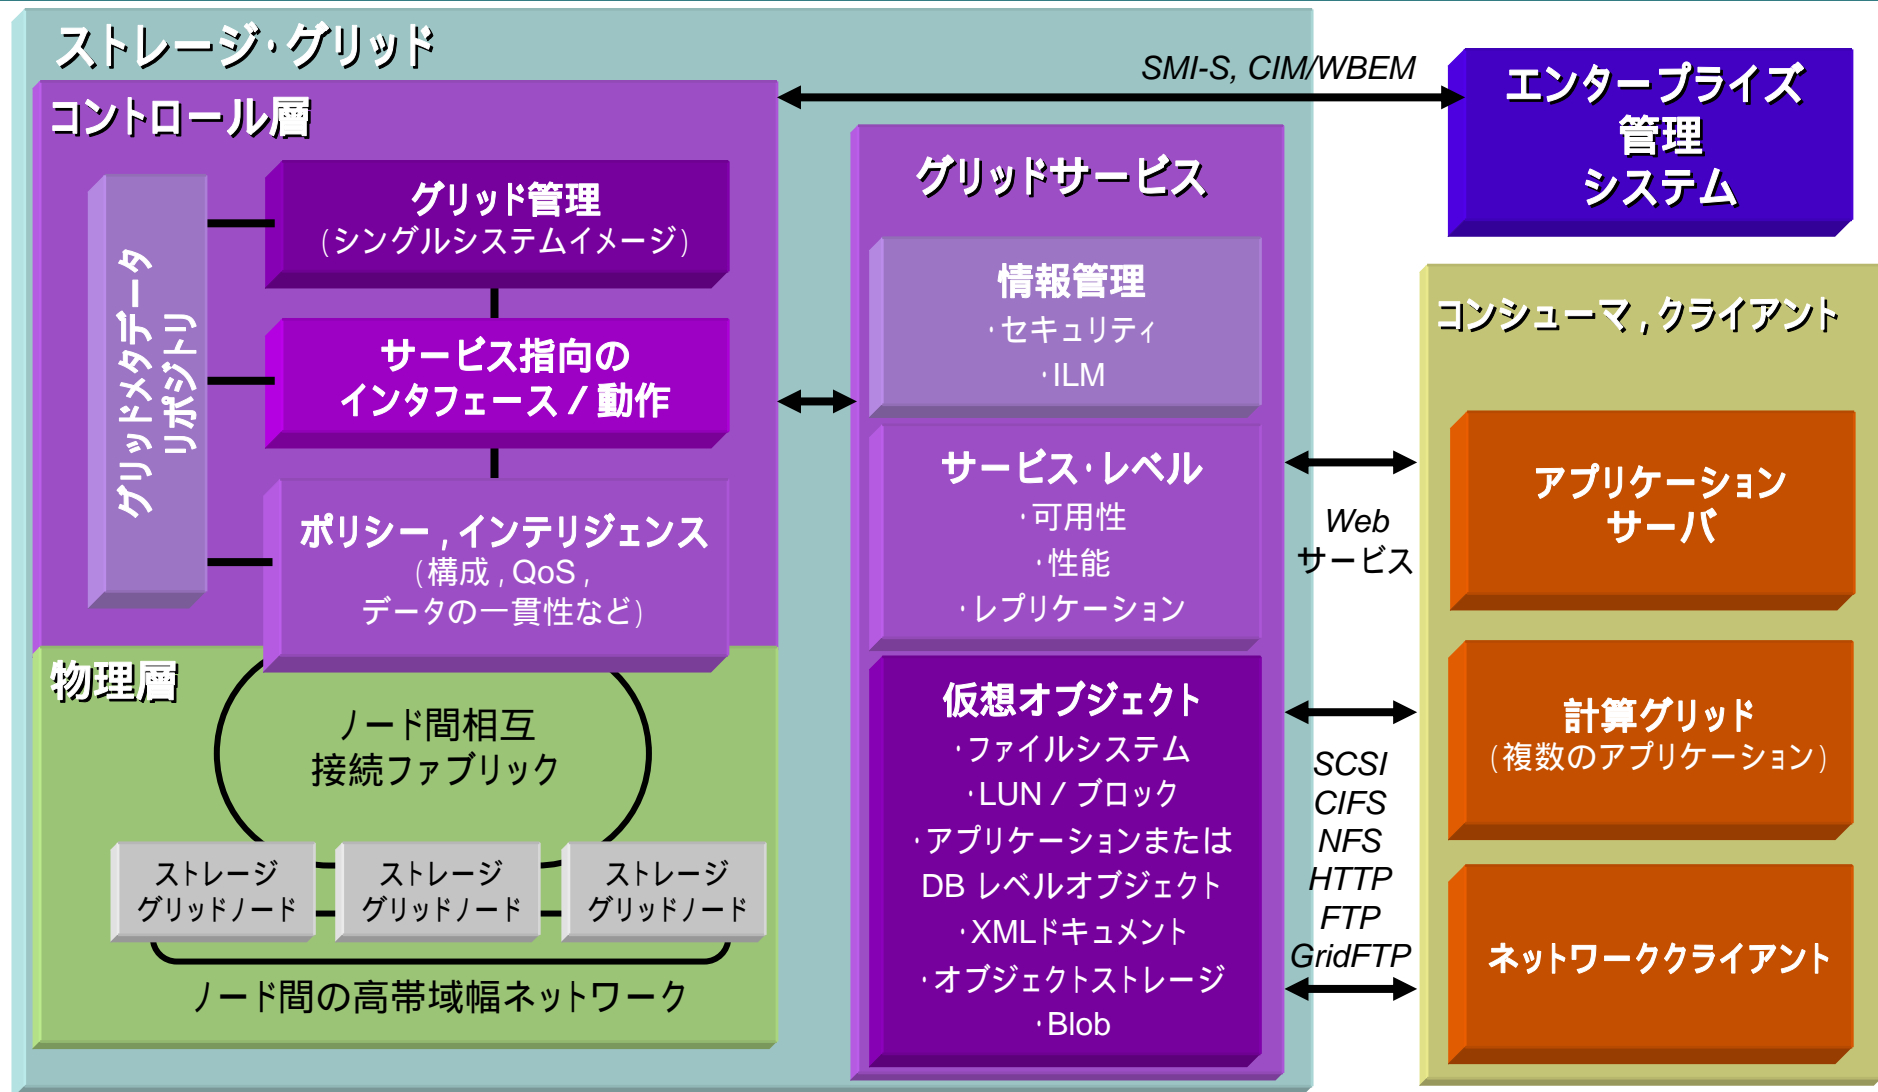 ストレージ・グリッド
コントロール層
グリッドメタデータ
リポジトリ
グリッド管理
(シングルシステムイメージ)
サービス指向の
インタフェース / 動作
ポリシー , インテリジェンス
(構成 , QoS ,
データの一貫性など)
物理層
ノード間相互
接続ファブリック
ストレージ
グリッドノード
ストレージ
グリッドノード
ストレージ
グリッドノード
ノード間の高帯域幅ネットワーク
グリッドサービス
情報管理
・セキュリティ
・ILM
サービス・レベル
・可用性
・性能
・レプリケーション
仮想オブジェクト
・ファイルシステム
・LUN / ブロック
・アプリケーションまたは
DB レベルオブジェクト
・XMLドキュメント
・オブジェクトストレージ
・Blob
SMI-S, CIM/WBEM
エンタープライズ
管理
システム
Web
サービス
SCSI
CIFS
NFS
HTTP
FTP
GridFTP
コンシューマ , クライアント
アプリケーション
サーバ
計算グリッド
(複数のアプリケーション)
ネットワーククライアント